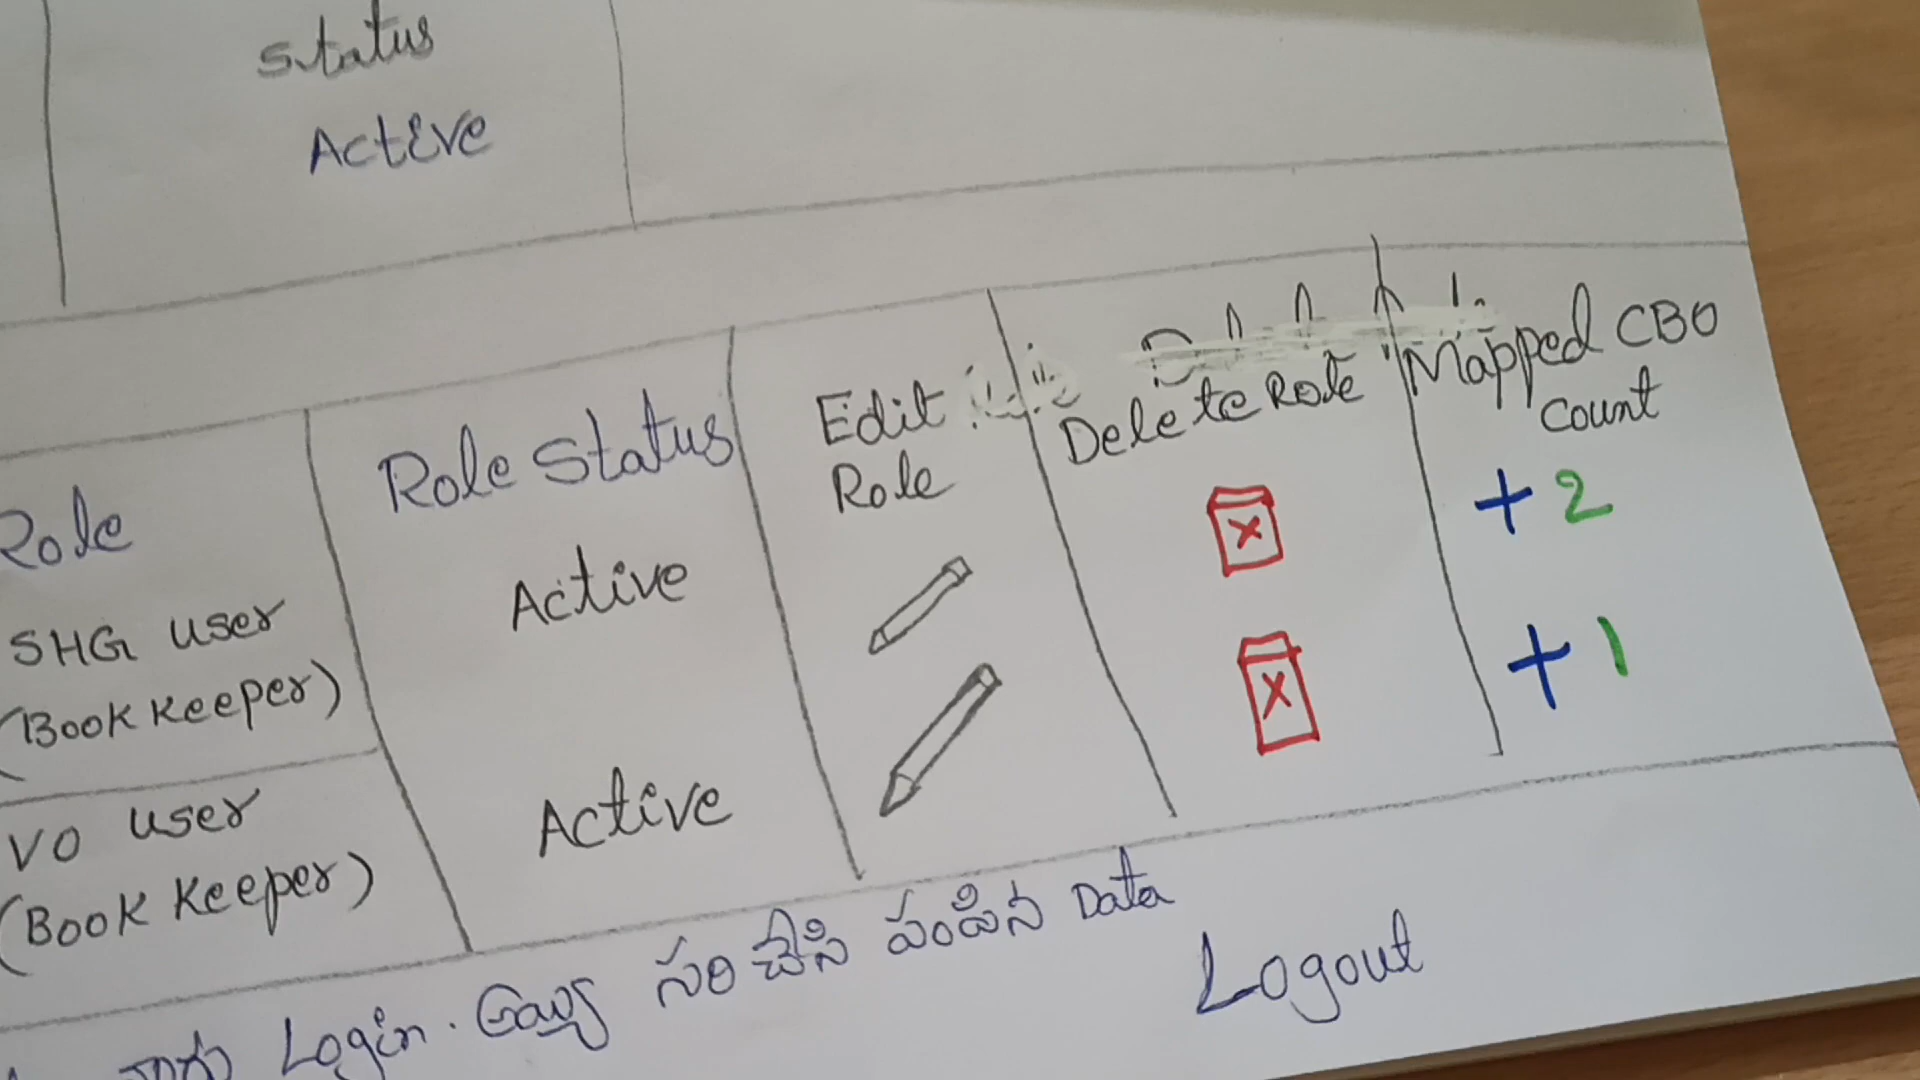 Status
Active
Role
Role Status
Edit
Role
Delete Role
Mapped CBO
Count
SHG user
(Book Keeper)
Active
+ 2
VO user
(Book Keeper)
Active
+ 1
Login. అయ్యి సరి చేసి పంపిన Data
Logout